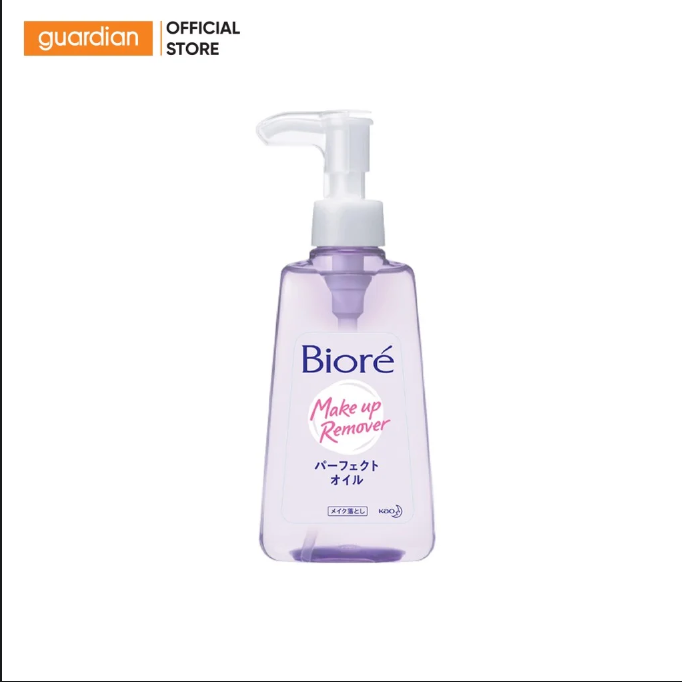 guardian
OFFICIAL
STORE
Bioré
Make up
Remover
パーフェクト
オイル
メイク落とし
Kao